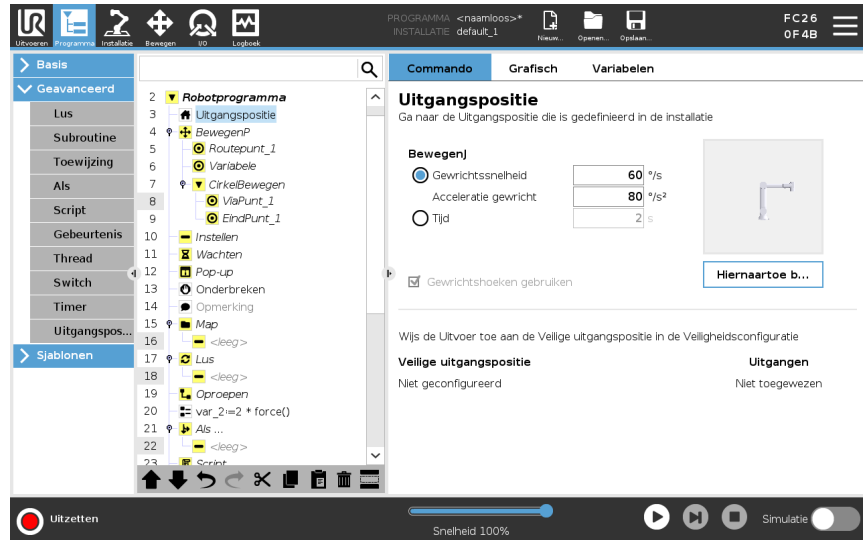 PROGRAMMA <naamloos>*
INSTALLATIE default_1
Uitvoeren Programma Installatie Bewegen I/O Logboek
Nieuw... Openen... Opslaan...
FC26
0F4B
Basis
Geavanceerd
Lus
Subroutine
Toewijzing
Als
Script
Gebeurtenis
Thread
Switch
Timer
Uitgangspos...
Sjablonen
2 Robotprogramma
3 Uitgangspositie
4 BewegenP
5 Routepunt_1
6 Variabele
7 CirkelBewegen
8 ViaPunt_1
9 EindPunt_1
10 Instellen
11 Wachten
12 Pop-up
13 Onderbreken
14 Opmerking
15 Map
16 <leeg>
17 Lus
18 <leeg>
19 Oproepen
20 var_2:=2 * force()
21 Als ...
22 <leeg>
23 Script
Commando Grafisch Variabelen
Uitgangspositie
Ga naar de Uitgangspositie die is gedefinieerd in de installatie
BewegenJ
Gewrichtssnelheid 60 °/s
Acceleratie gewricht 80 °/s²
Tijd 2 s
Gewrichtshoeken gebruiken
Hiernaartoe b...
Wijs de Uitvoer toe aan de Veilige uitgangspositie in de Veiligheidsconfiguratie
Veilige uitgangspositie Uitgangen
Niet geconfigureerd Niet toegewezen
Uitzetten
Snelheid 100%
Simulatie